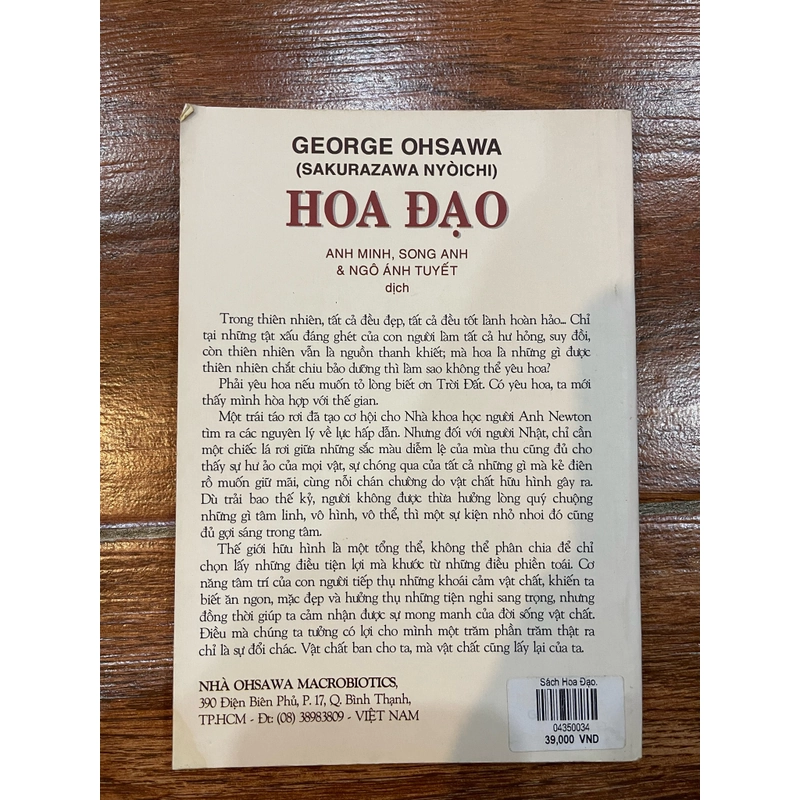 GEORGE OHSAWA
(SAKURAZAWA NYÒICHI)
HOA ĐẠO
ANH MINH, SONG ANH
& NGÔ ÁNH TUYẾT
dịch
Trong thiên nhiên, tất cả đều đẹp, tất cả đều tốt lành hoàn hảo... Chỉ
tại những tật xấu đáng ghét của con người làm tất cả hư hỏng, suy đồi,
còn thiên nhiên vẫn là nguồn thanh khiết; mà hoa là những gì được
thiên nhiên chắt chiu bảo dưỡng thì làm sao không thể yêu hoa?
Phải yêu hoa nếu muốn tỏ lòng biết ơn Trời Đất. Có yêu hoa, ta mới
thấy mình hòa hợp với thế gian.
Một trái táo rơi đã tạo cơ hội cho Nhà khoa học người Anh Newton
tìm ra các nguyên lý về lực hấp dẫn. Nhưng đối với người Nhật, chỉ cần
một chiếc lá rơi giữa những sắc màu diễm lệ của mùa thu cũng đủ cho
thấy sự hư ảo của mọi vật, sự chóng qua của tất cả những gì mà kẻ điên
rồ muốn giữ mãi, cùng nỗi chán chường do vật chất hữu hình gây ra.
Dù trải bao thế kỷ, người không được thừa hưởng lòng quý chuộng
những gì tâm linh, vô hình, vô thể, thì một sự kiện nhỏ nhoi đó cũng
đủ gợi sáng trong tâm.
Thế giới hữu hình là một tổng thể, không thể phân chia để chỉ
chọn lấy những điều tiện lợi mà khước từ những điều phiền toái. Cơ
năng tâm trí của con người tiếp thụ những khoái cảm vật chất, khiến ta
biết ăn ngon, mặc đẹp và hưởng thụ những tiện nghi sang trọng, nhưng
đồng thời giúp ta cảm nhận được sự mong manh của đời sống vật chất.
Điều mà chúng ta tưởng có lợi cho mình một trăm phần trăm thật ra
chỉ là sự đổi chác. Vật chất ban cho ta, mà vật chất cũng lấy lại của ta.
NHÀ OHSAWA MACROBIOTICS,
390 Điện Biên Phủ, P. 17, Q. Bình Thạnh,
TP.HCM - Đt: (08) 38983809 - VIỆT NAM
Sách Hoa Đạo.
04350034
39,000 VND